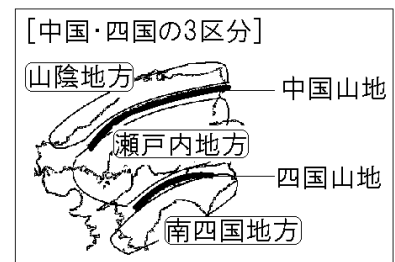 [中国・四国の3区分]
山陰地方
中国山地
瀬戸内地方
四国山地
南四国地方